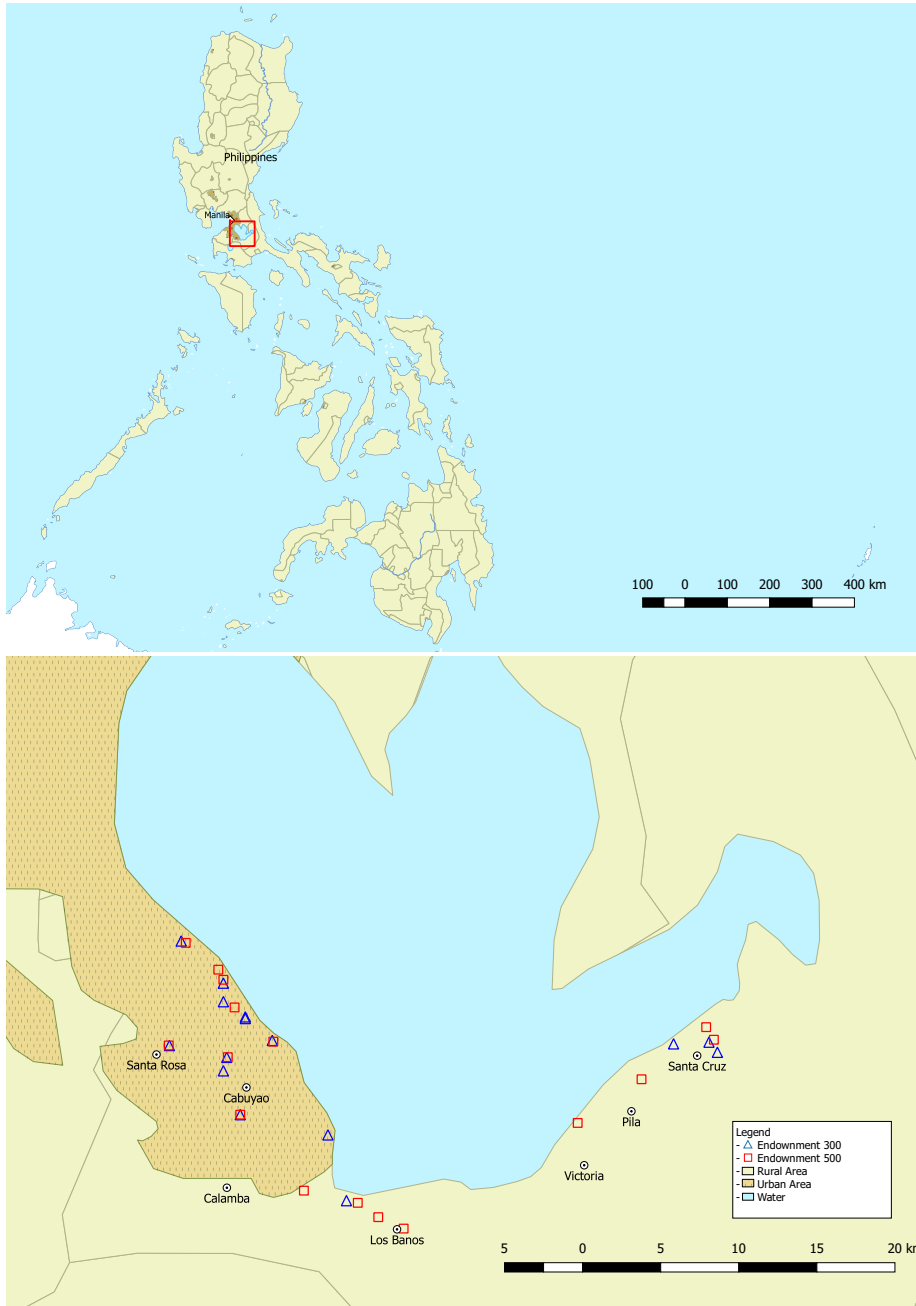 Philippines
Manila
100 0 100 200 300 400 km
Santa Rosa
Cabuyao
Calamba
Los Banos
Victoria
Pila
Santa Cruz
Legend
- Endownment 300
- Endownment 500
- Rural Area
- Urban Area
- Water
5 0 5 10 15 20 km